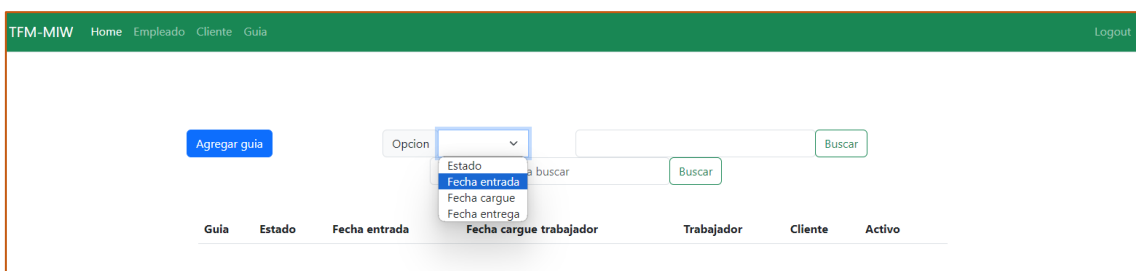 TFM-MIW Home Empleado Cliente Guia Logout
Agregar guia Opcion Buscar
Estado
a buscar Buscar
Fecha entrada
Fecha cargue
Fecha entrega
Guia Estado Fecha entrada Fecha cargue trabajador Trabajador Cliente Activo